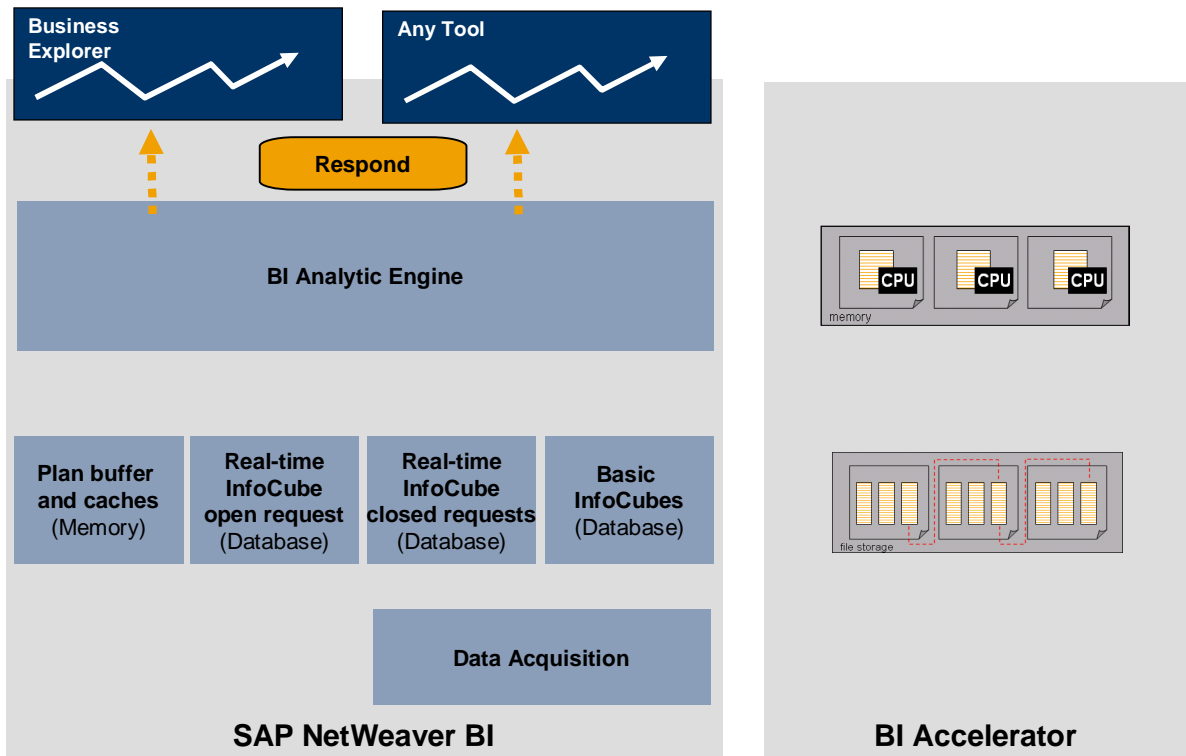 Business
Explorer
Any Tool
Respond
BI Analytic Engine
CPU
CPU
CPU
memory
Plan buffer
and caches
(Memory)
Real-time
InfoCube
open request
(Database)
Real-time
InfoCube
closed requests
(Database)
Basic
InfoCubes
(Database)
file storage
Data Acquisition
SAP NetWeaver BI
BI Accelerator